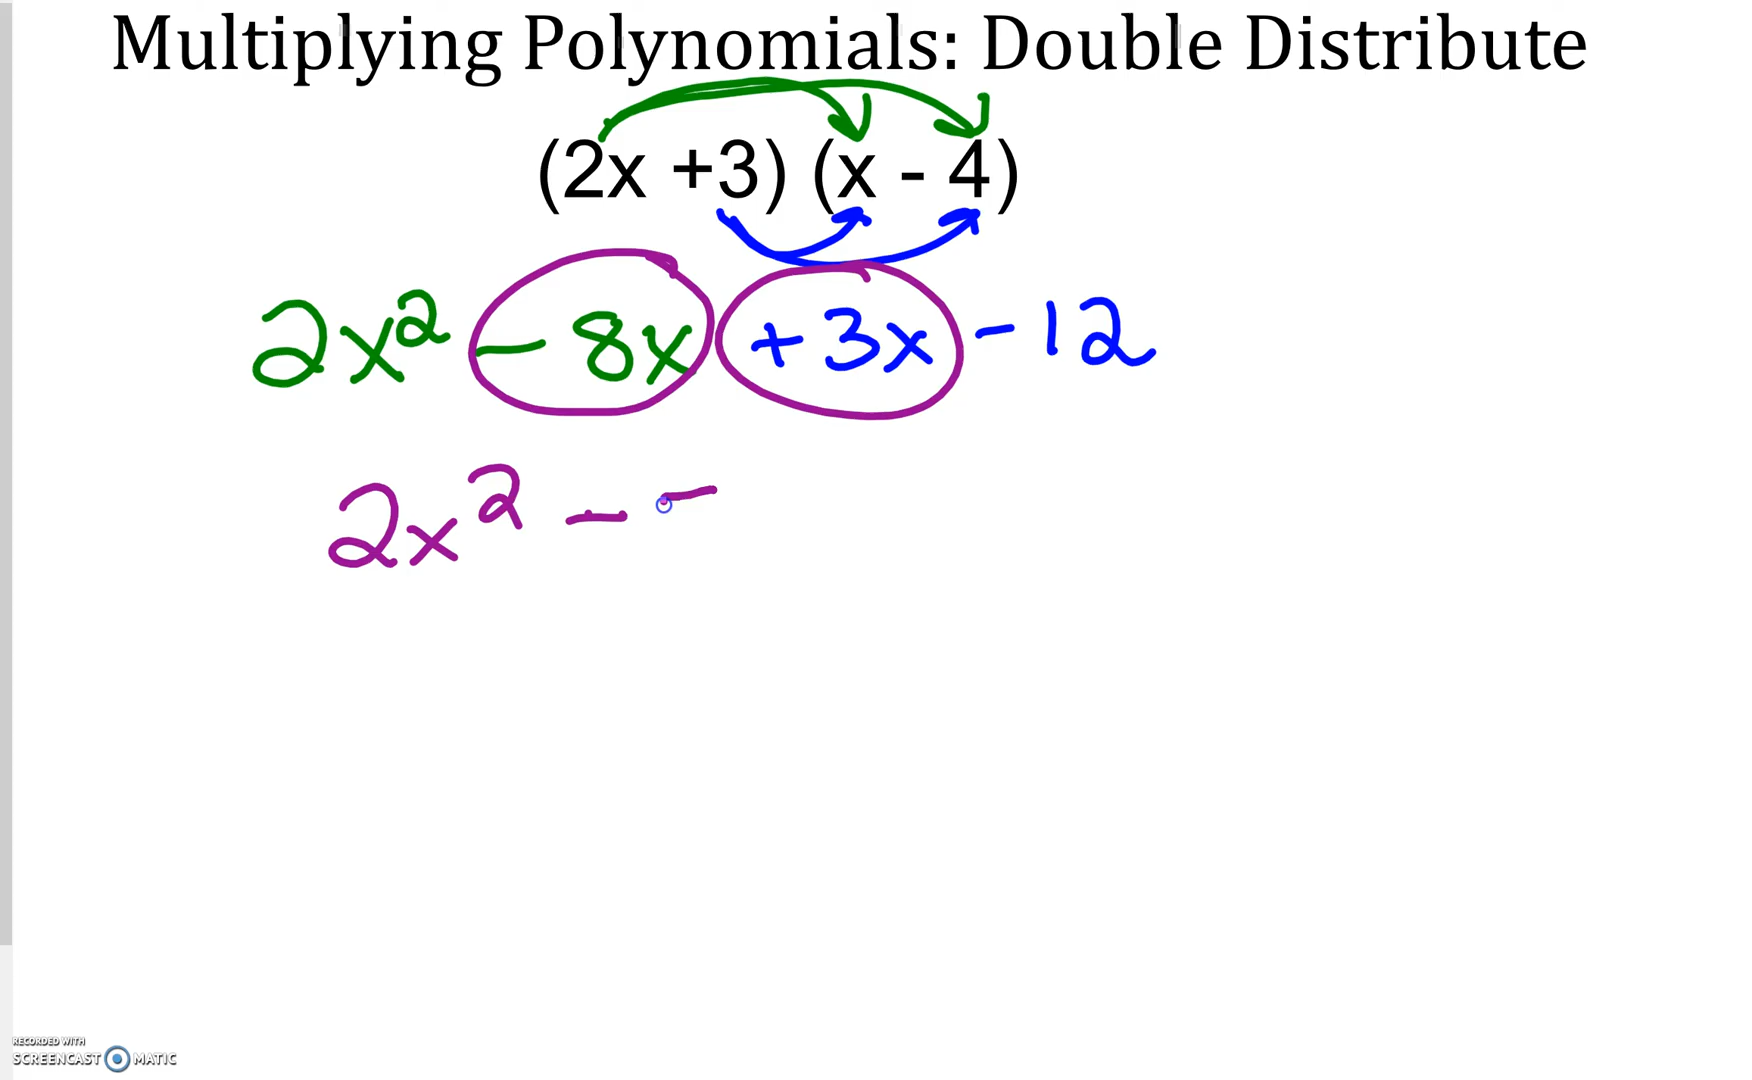 Multiplying Polynomials: Double Distribute
(2x +3) (x - 4)
2x² - 8x + 3x - 12
2x² -
RECORDED WITH
SCREENCAST MATIC